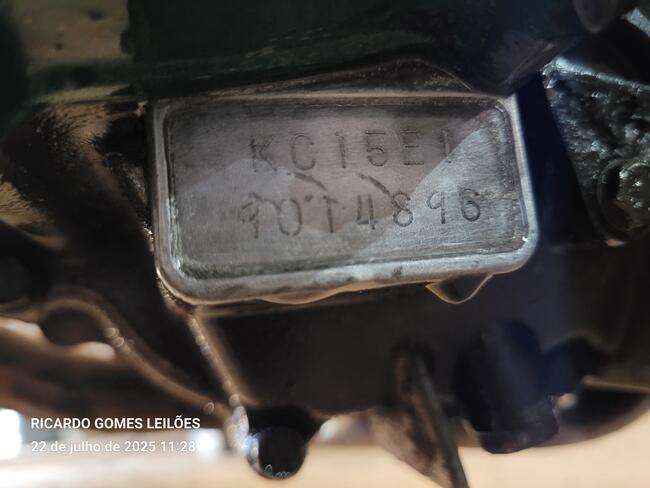 KC15E1
9014896
RICARDO GOMES LEILÕES
22 de julho de 2025 11:28